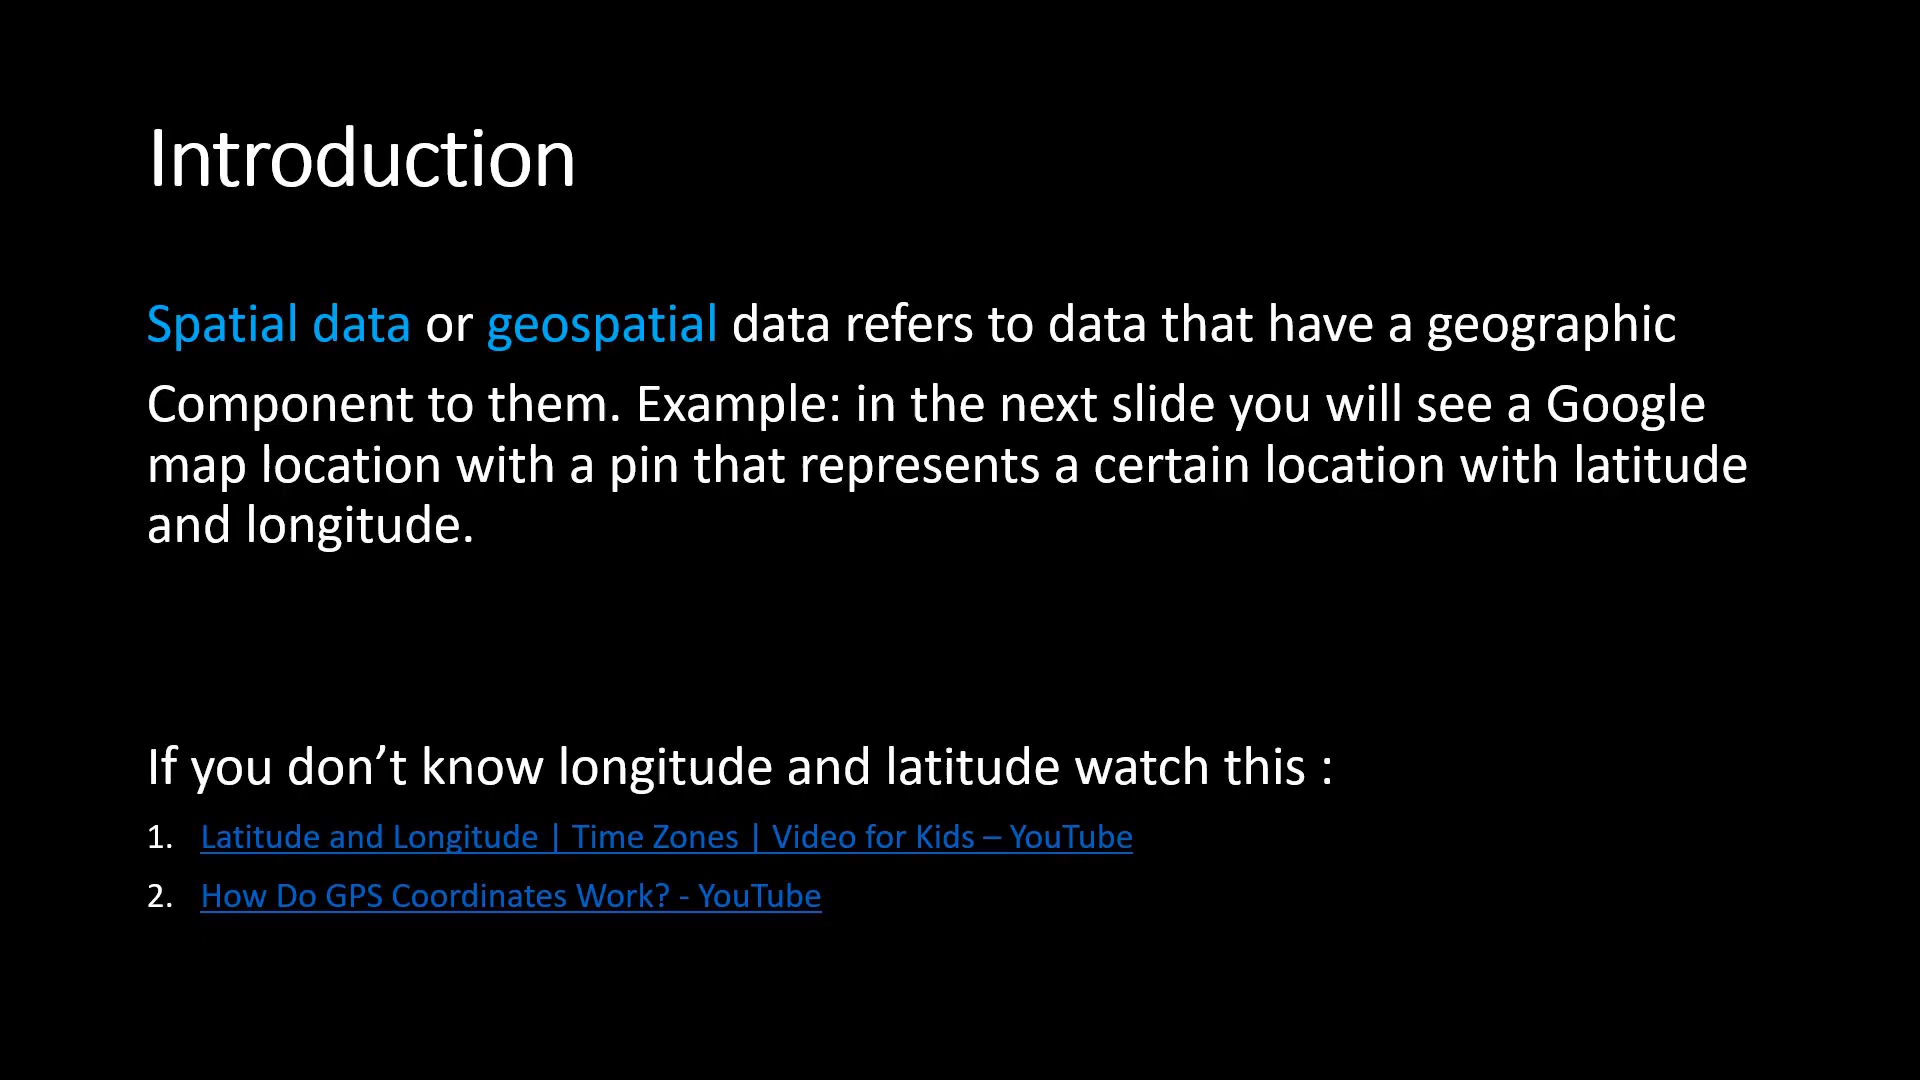 Introduction
Spatial data or geospatial data refers to data that have a geographic
Component to them. Example: in the next slide you will see a Google
map location with a pin that represents a certain location with latitude
and longitude.
If you don’t know longitude and latitude watch this :
1. Latitude and Longitude | Time Zones | Video for Kids – YouTube
2. How Do GPS Coordinates Work? - YouTube